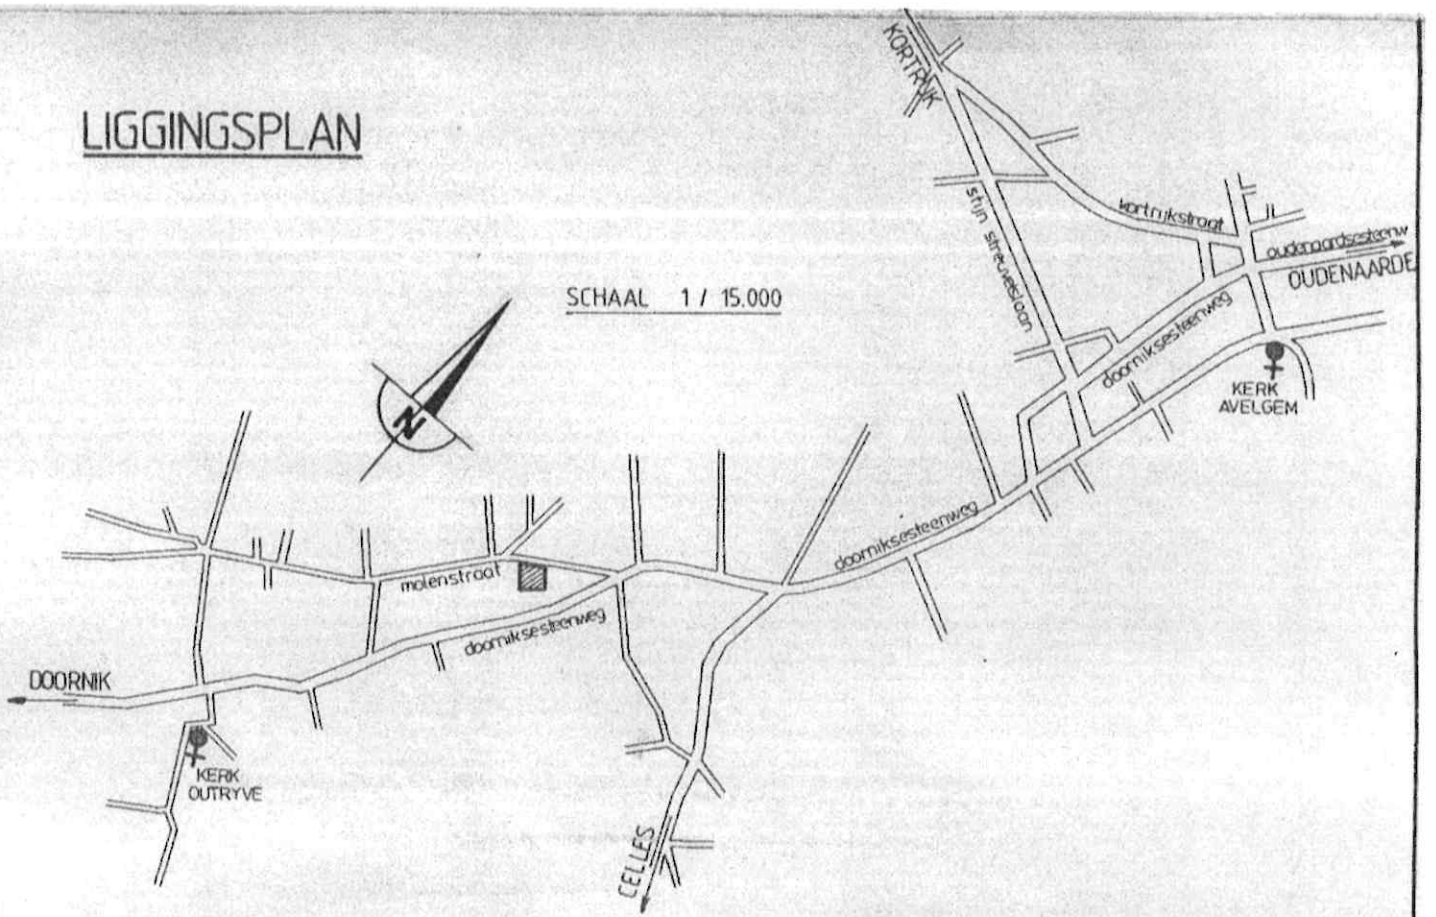 LIGGINGSPLAN
KORTRIJK
SCHAAL 1 / 15.000
kortrijkstraat
stijn streuvelslaan
oudenaardsesteenw
OUDENAARDE
doorniksesteenweg
KERK
AVELGEM
N
doorniksesteenweg
molenstraat
doorniksesteenweg
DOORNIK
KERK
OUTRYVE
CELLES